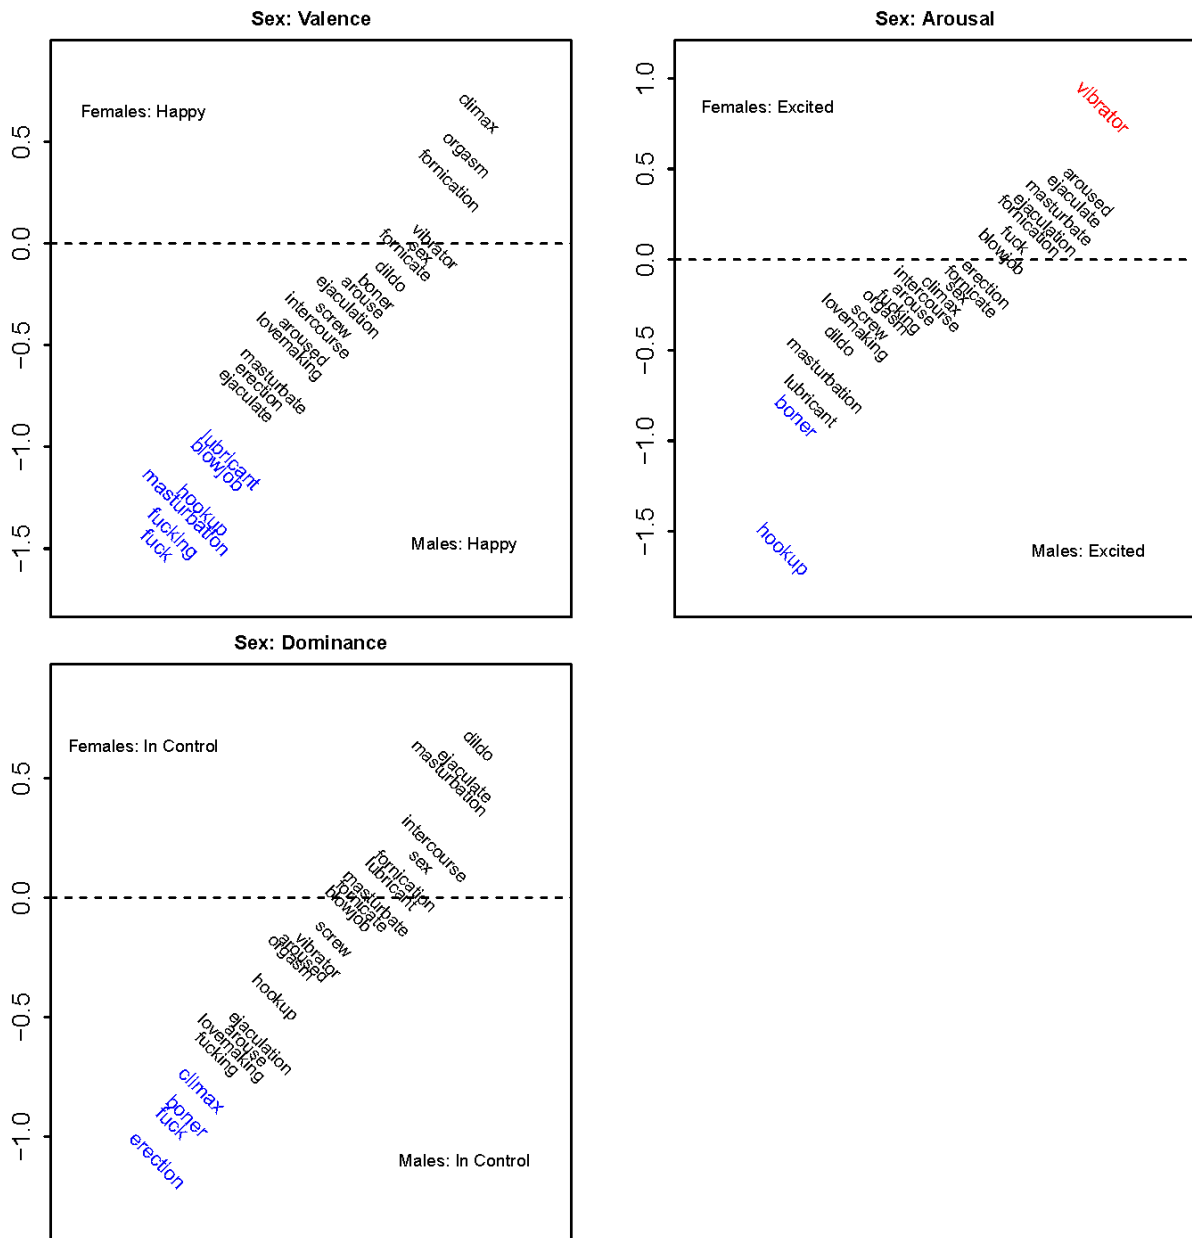 Sex: Valence
Females: Happy
0.5
0.0
−0.5
−1.0
−1.5
climax
orgasm
fornication
vibrator
sex
fornicate
dildo
boner
arouse
ejaculation
screw
intercourse
aroused
lovemaking
masturbate
erection
ejaculate
lubricant
blowjob
hookup
masturbation
fucking
fuck
Males: Happy
Sex: Arousal
Females: Excited
1.0
0.5
0.0
−0.5
−1.0
−1.5
vibrator
aroused
ejaculate
masturbate
ejaculation
fornication
fuck
blowjob
erection
fornicate
sex
climax
intercourse
arouse
fucking
orgasm
screw
lovemaking
dildo
masturbation
lubricant
boner
hookup
Males: Excited
Sex: Dominance
Females: In Control
0.5
0.0
−0.5
−1.0
dildo
ejaculate
masturbation
intercourse
sex
fornication
lubricant
masturbate
fornicate
blowjob
screw
vibrator
aroused
orgasm
hookup
ejaculation
arouse
lovemaking
fucking
climax
boner
fuck
erection
Males: In Control